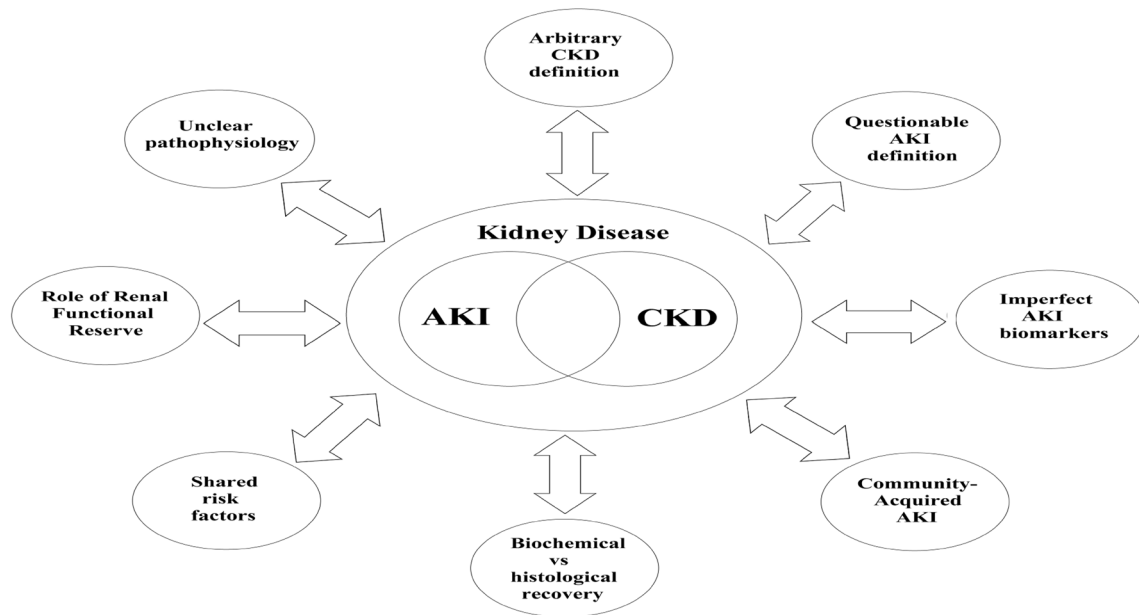 Arbitrary
CKD
definition
Unclear
pathophysiology
Questionable
AKI
definition
Kidney Disease
AKI
CKD
Role of Renal
Functional
Reserve
Imperfect
AKI
biomarkers
Shared
risk
factors
Community-
Acquired
AKI
Biochemical
vs
histological
recovery